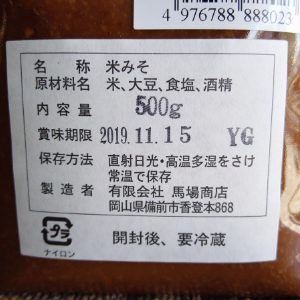 4 976788 888023
名称 米みそ
原材料名 米、大豆、食塩、酒精
内容量 500g
賞味期限 2019.11.15 YG
保存方法 直射日光・高温多湿をさけ
常温で保存
製造者 有限会社 馬場商店
岡山県備前市香登本868
プラ
ナイロン
開封後、要冷蔵